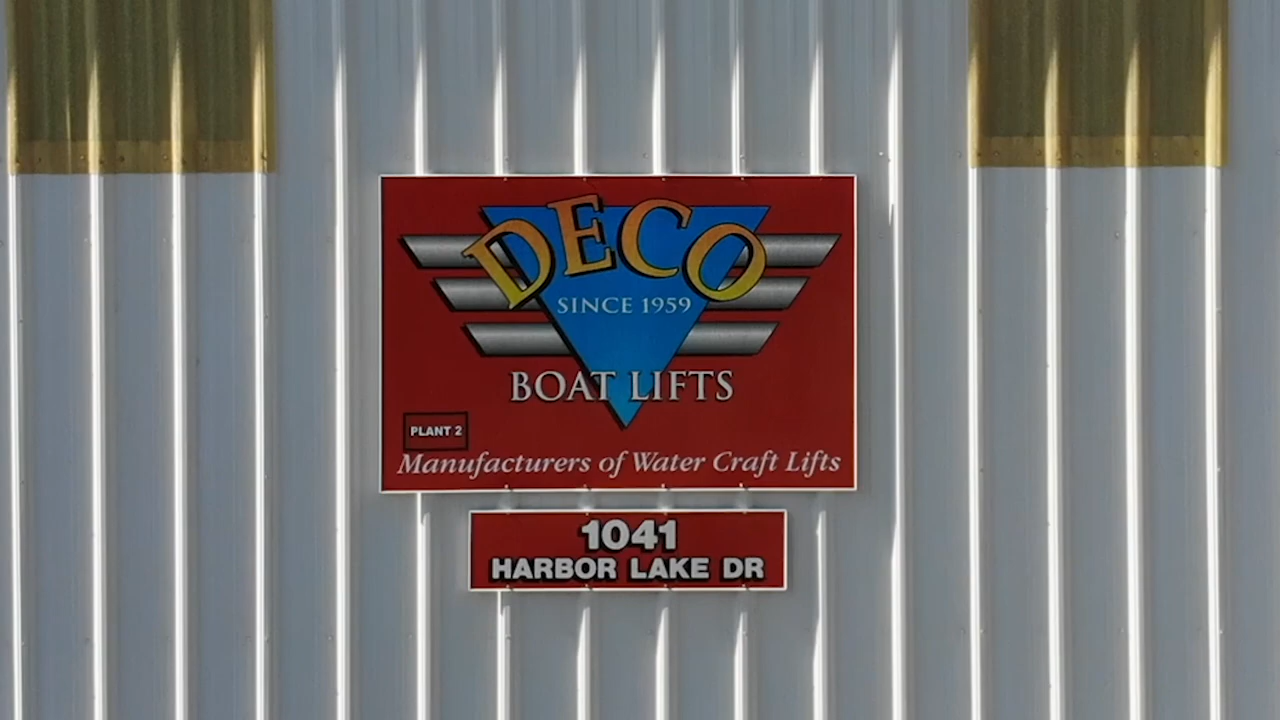 DECO
SINCE 1959
BOAT LIFTS
PLANT 2
Manufacturers of Water Craft Lifts
1041
HARBOR LAKE DR